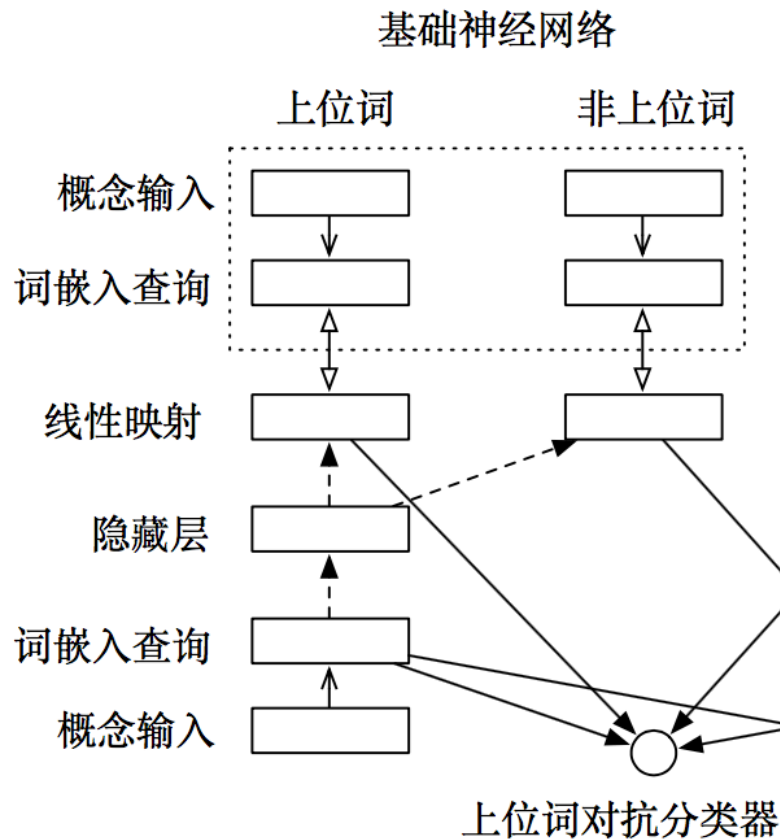 基础神经网络
上位词
非上位词
概念输入
词嵌入查询
线性映射
隐藏层
词嵌入查询
概念输入
上位词对抗分类器